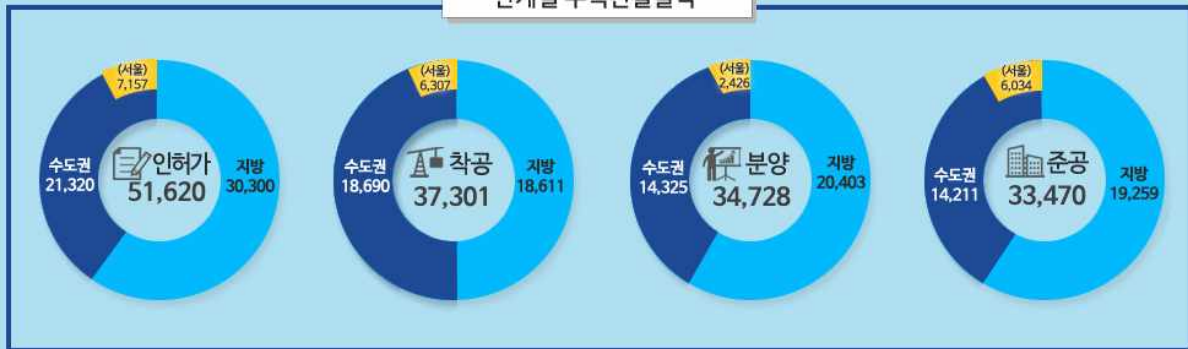 (서울)
7,157
수도권
21,320
인허가
51,620
지방
30,300
(서울)
6,307
수도권
18,690
착공
37,301
지방
18,611
(서울)
2,426
수도권
14,325
분양
34,728
지방
20,403
(서울)
6,034
수도권
14,211
준공
33,470
지방
19,259